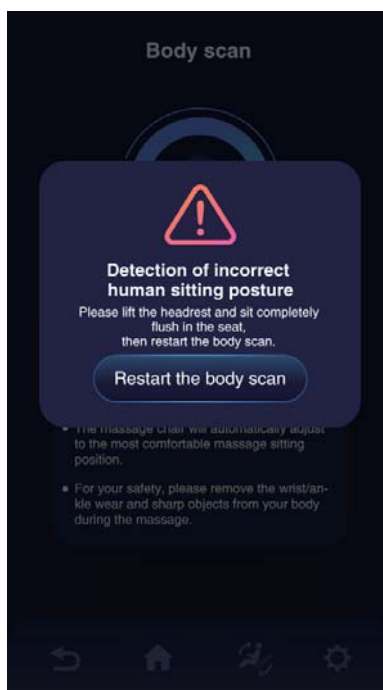 Body scan
Detection of incorrect
human sitting posture
Please lift the headrest and sit completely
flush in the seat,
then restart the body scan.
Restart the body scan
• The massage chair will automatically adjust
to the most comfortable massage sitting
position.
• For your safety, please remove the wrist/an-
kle wear and sharp objects from your body
during the massage.